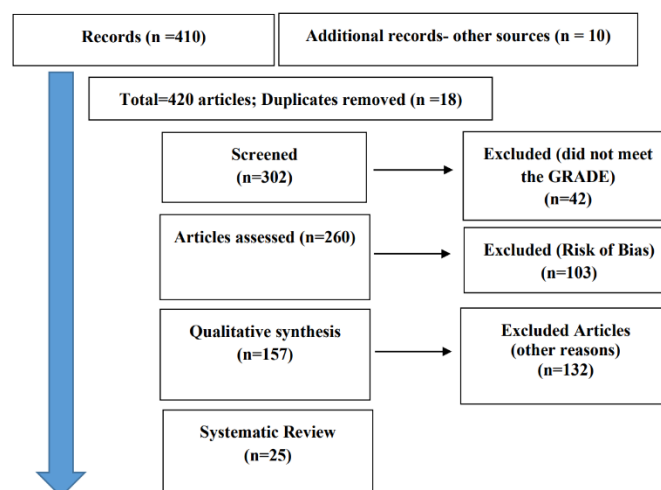 Records (n =410)
Additional records- other sources (n = 10)
Total=420 articles; Duplicates removed (n =18)
Screened
(n=302)
Excluded (did not meet
the GRADE)
(n=42)
Articles assessed (n=260)
Excluded (Risk of Bias)
(n=103)
Qualitative synthesis
(n=157)
Excluded Articles
(other reasons)
(n=132)
Systematic Review
(n=25)